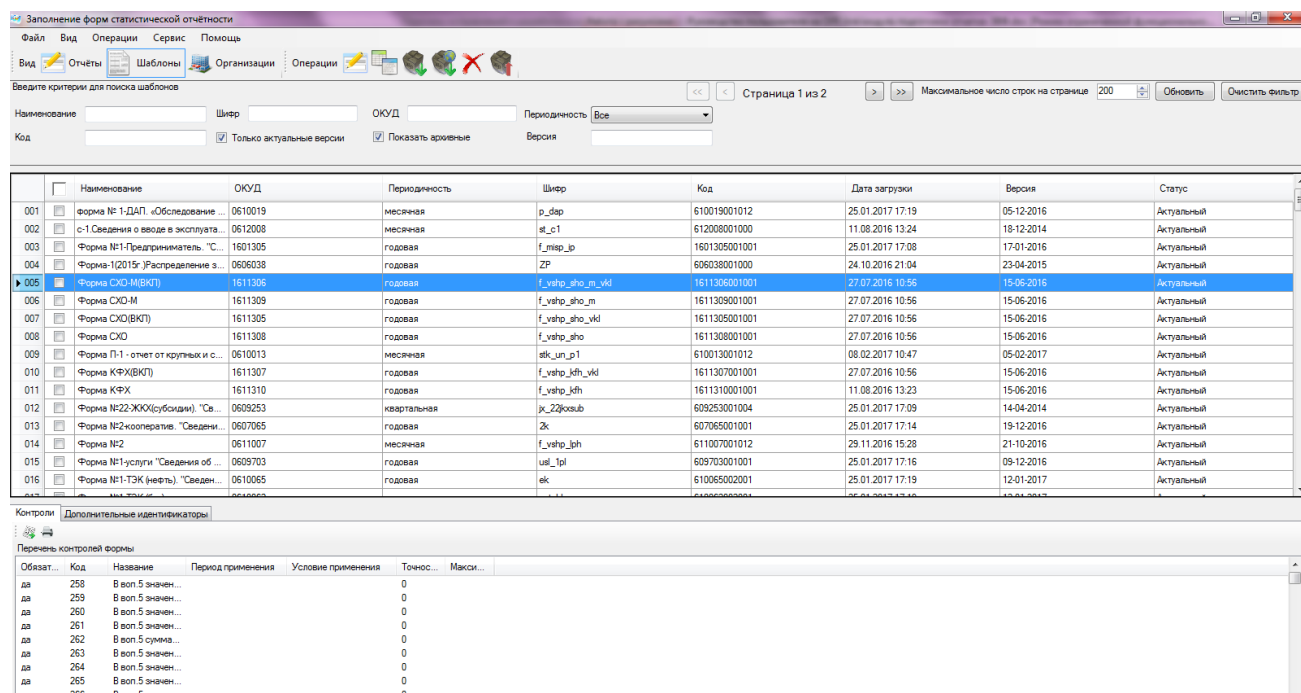 Заполнение форм статистической отчётности
Файл Вид Операции Сервис Помощь
Вид Отчёты Шаблоны Организации Операции
Введите критерии для поиска шаблонов
<< < Страница 1 из 2 > >> Максимальное число строк на странице 200 Обновить Очистить фильтр
Наименование Шифр ОКУД Периодичность Все
Код Только актуальные версии Показать архивные Версия
Наименование ОКУД Периодичность Шифр Код Дата загрузки Версия Статус
001 форма № 1-ДАП. «Обследование ... 0610019 месячная p_dap 610019001012 25.01.2017 17:19 05-12-2016 Актуальный
002 с-1.Сведения о вводе в эксплуата... 0612008 месячная st_c1 612008001000 11.08.2016 13:24 18-12-2014 Актуальный
003 Форма №1-Предприниматель. "С... 1601305 годовая f_misp_ip 1601305001001 25.01.2017 17:08 17-01-2016 Актуальный
004 Форма-1(2015г.)Распределение з... 0606038 годовая ZP 606038001000 24.10.2016 21:04 23-04-2015 Актуальный
005 Форма СХО-М(ВКП) 1611306 годовая f_vshp_sho_m_vkl 1611306001001 27.07.2016 10:56 15-06-2016 Актуальный
006 Форма СХО-М 1611309 годовая f_vshp_sho_m 1611309001001 27.07.2016 10:56 15-06-2016 Актуальный
007 Форма СХО(ВКП) 1611305 годовая f_vshp_sho_vkl 1611305001001 27.07.2016 10:56 15-06-2016 Актуальный
008 Форма СХО 1611308 годовая f_vshp_sho 1611308001001 27.07.2016 10:56 15-06-2016 Актуальный
009 Форма П-1 - отчет от крупных и с... 0610013 месячная stk_un_p1 610013001012 08.02.2017 10:47 05-02-2017 Актуальный
010 Форма КФХ(ВКП) 1611307 годовая f_vshp_kfh_vkl 1611307001001 27.07.2016 10:56 15-06-2016 Актуальный
011 Форма КФХ 1611310 годовая f_vshp_kfh 1611310001001 11.08.2016 13:23 15-06-2016 Актуальный
012 Форма №22-ЖКХ(субсидии). "Св... 0609253 квартальная jx_22jkxsub 609253001004 25.01.2017 17:09 14-04-2014 Актуальный
013 Форма №2-кооператив. "Сведени... 0607065 годовая 2k 607065001001 25.01.2017 17:14 19-12-2016 Актуальный
014 Форма №2 0611007 месячная f_vshp_lph 611007001012 29.11.2016 15:28 21-10-2016 Актуальный
015 Форма №1-услуги "Сведения об ... 0609703 годовая usl_1pl 609703001001 25.01.2017 17:16 09-12-2016 Актуальный
016 Форма №1-ТЭК (нефть). "Сведен... 0610065 годовая ek 610065002001 25.01.2017 17:19 12-01-2017 Актуальный
Контроли Дополнительные идентификаторы
Перечень контролей формы
Обязат... Код Название Период применения Условие применения Точнос... Макси...
да 258 В воп.5 значен... 0
да 259 В воп.5 значен... 0
да 260 В воп.5 значен... 0
да 261 В воп.5 значен... 0
да 262 В воп.5 сумма... 0
да 263 В воп.5 значен... 0
да 264 В воп.5 значен... 0
да 265 В воп.5 значен... 0